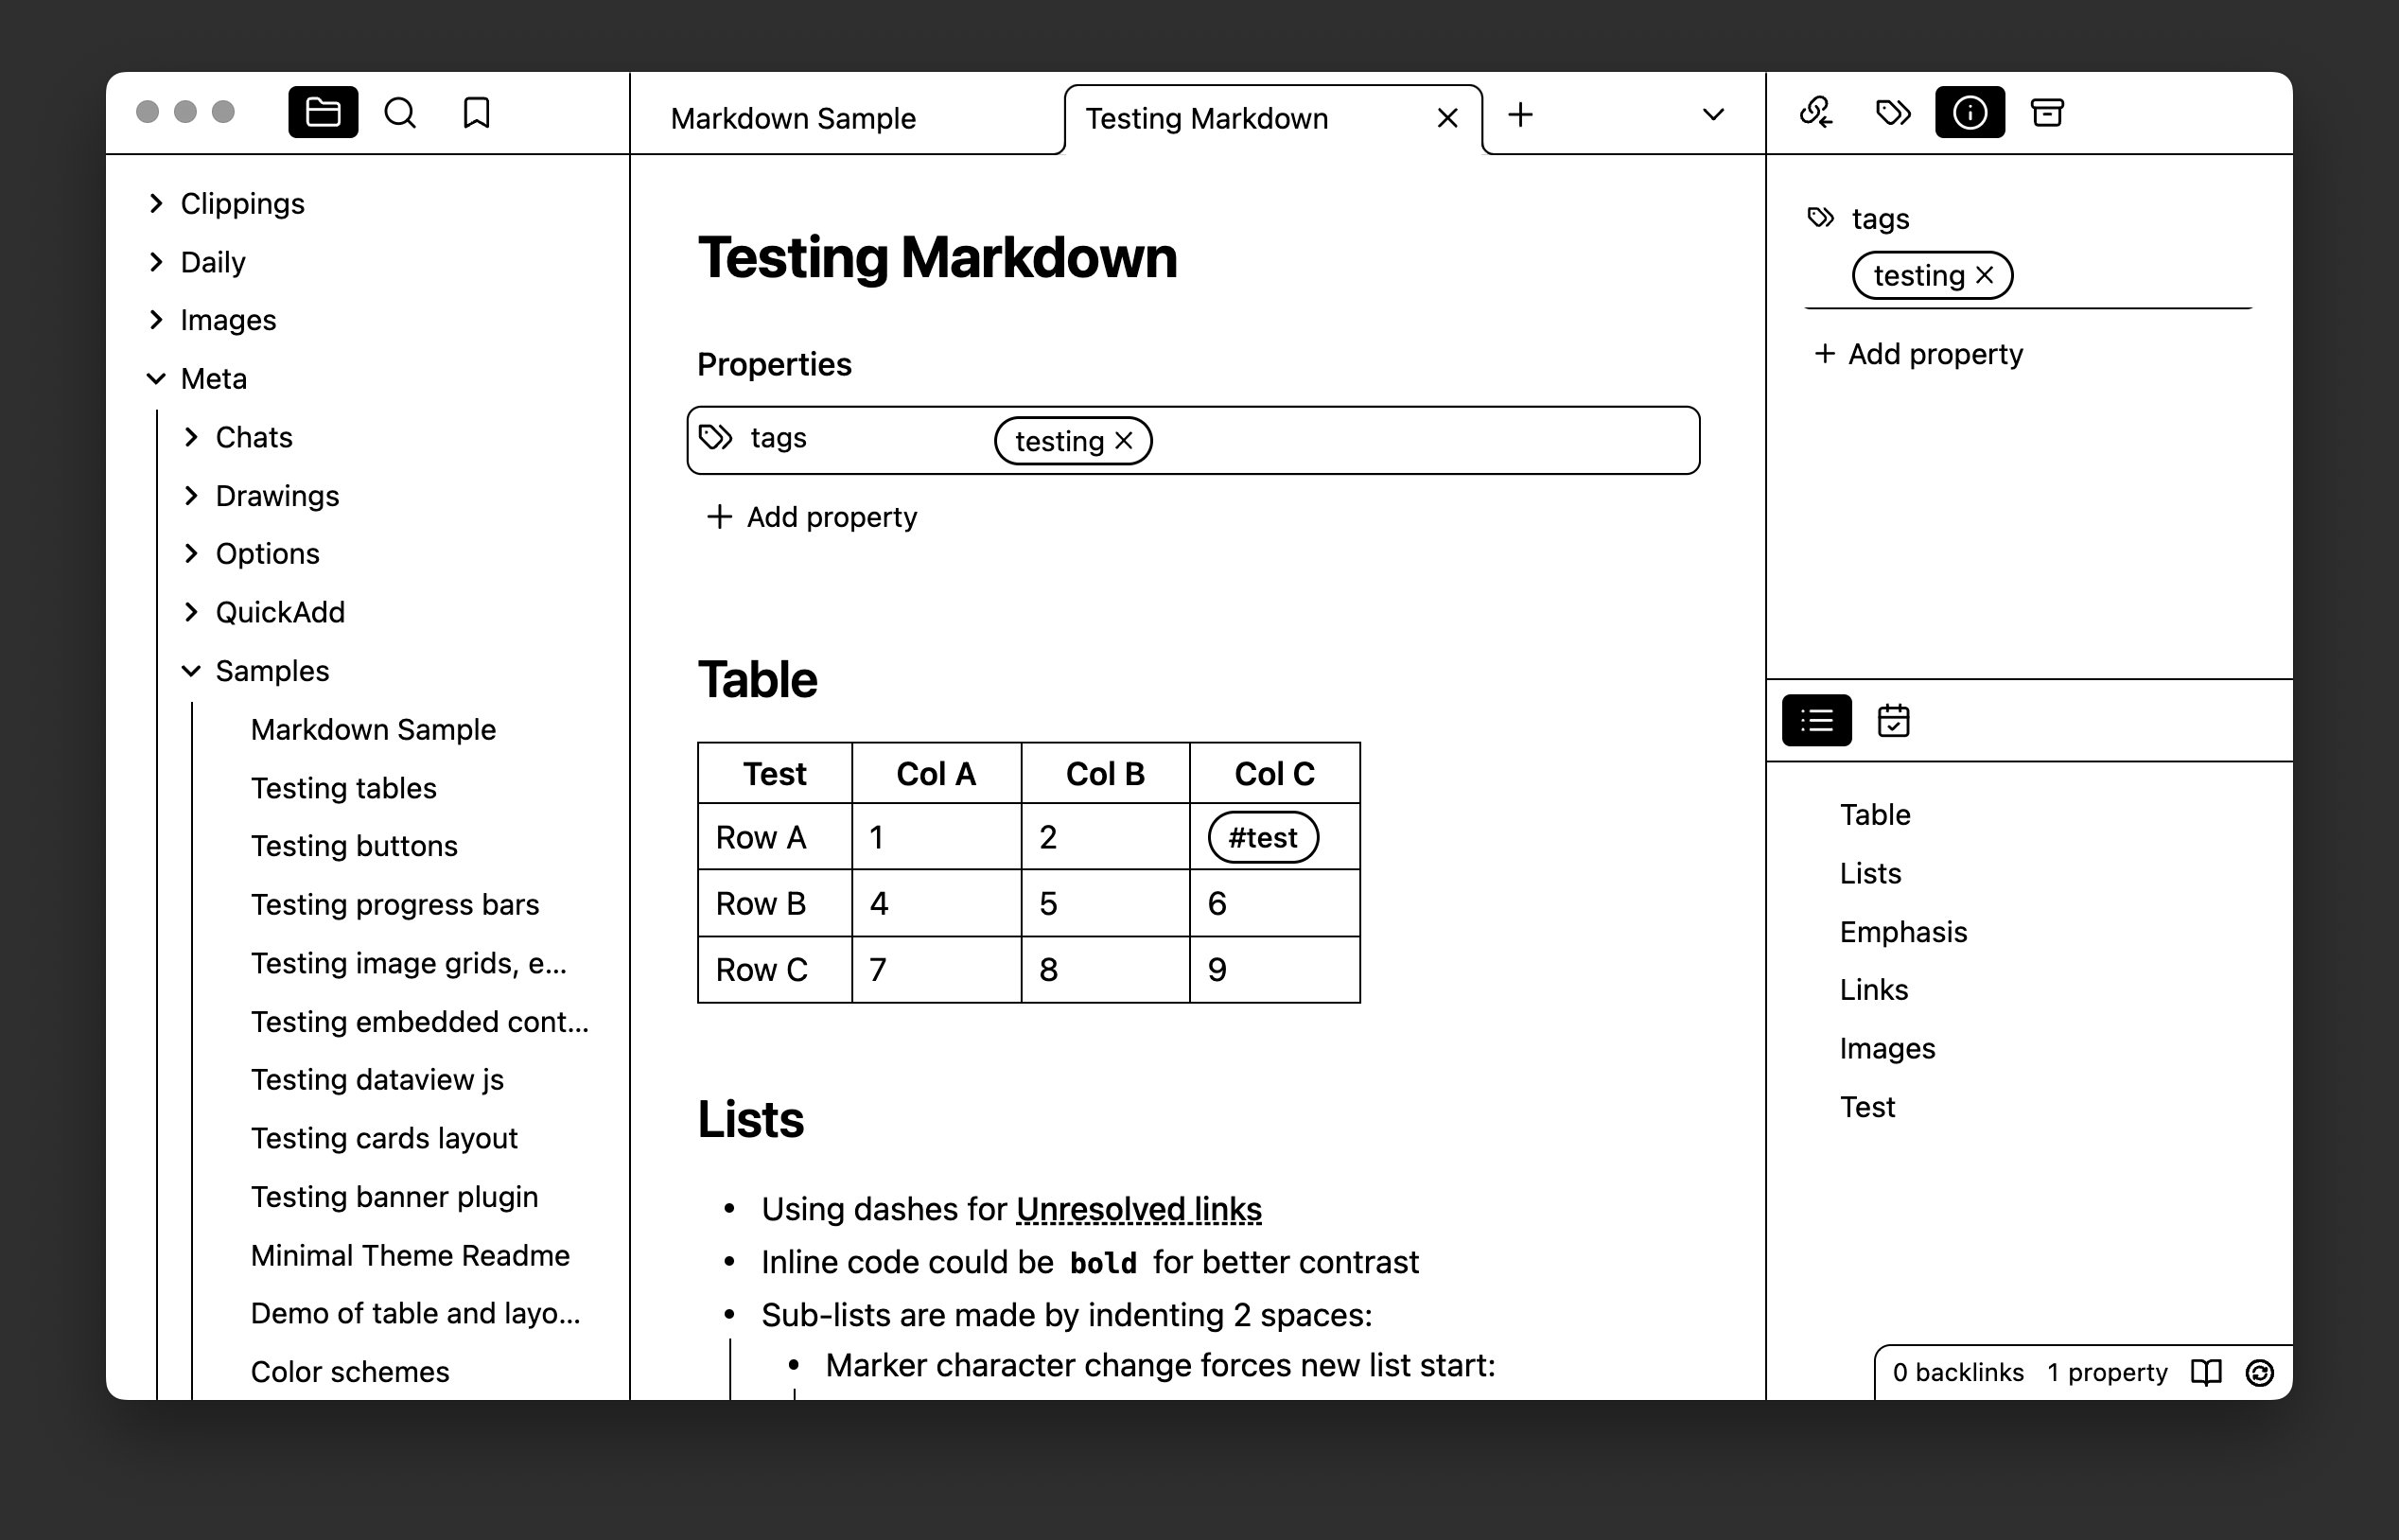 Markdown Sample
Testing Markdown
Clippings
Daily
Images
Meta
Chats
Drawings
Options
QuickAdd
Samples
Markdown Sample
Testing tables
Testing buttons
Testing progress bars
Testing image grids, e...
Testing embedded cont...
Testing dataview js
Testing cards layout
Testing banner plugin
Minimal Theme Readme
Demo of table and layo...
Color schemes
Testing Markdown
Properties
tags testing
Add property
Table
Test Col A Col B Col C
Row A 1 2 #test
Row B 4 5 6
Row C 7 8 9
Lists
• Using dashes for Unresolved links
• Inline code could be bold for better contrast
• Sub-lists are made by indenting 2 spaces:
• Marker character change forces new list start:
tags
testing
Add property
Table
Lists
Emphasis
Links
Images
Test
0 backlinks 1 property